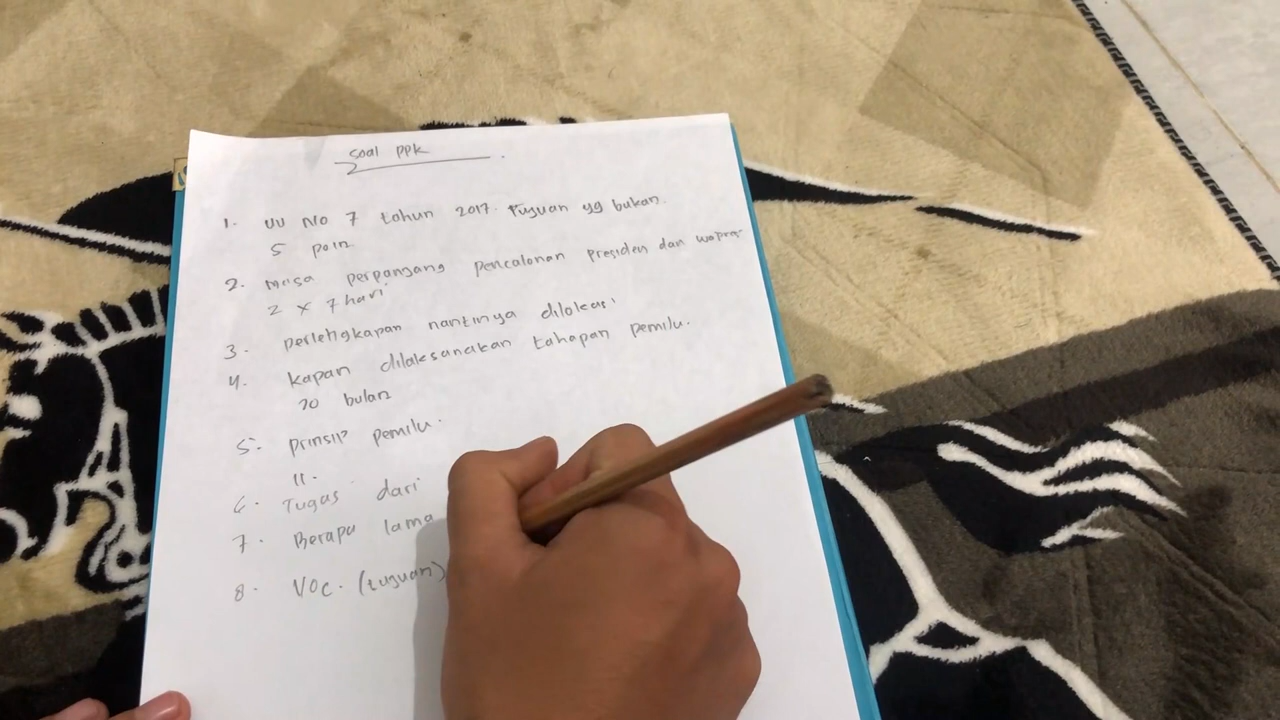 Soal PPK
1. UU No 7 tahun 2017. Tujuan yg bukan.
5 poin.
2. Masa perpanjang pencalonan presiden dan wapres
2 x 7 hari
3. perlengkapan nantinya dilokasi
4. Kapan dilaksanakan tahapan pemilu.
20 bulan
5. prinsip pemilu.
11.
6. Tugas dari
7. Berapa lama
8. VOC. (tujuan)